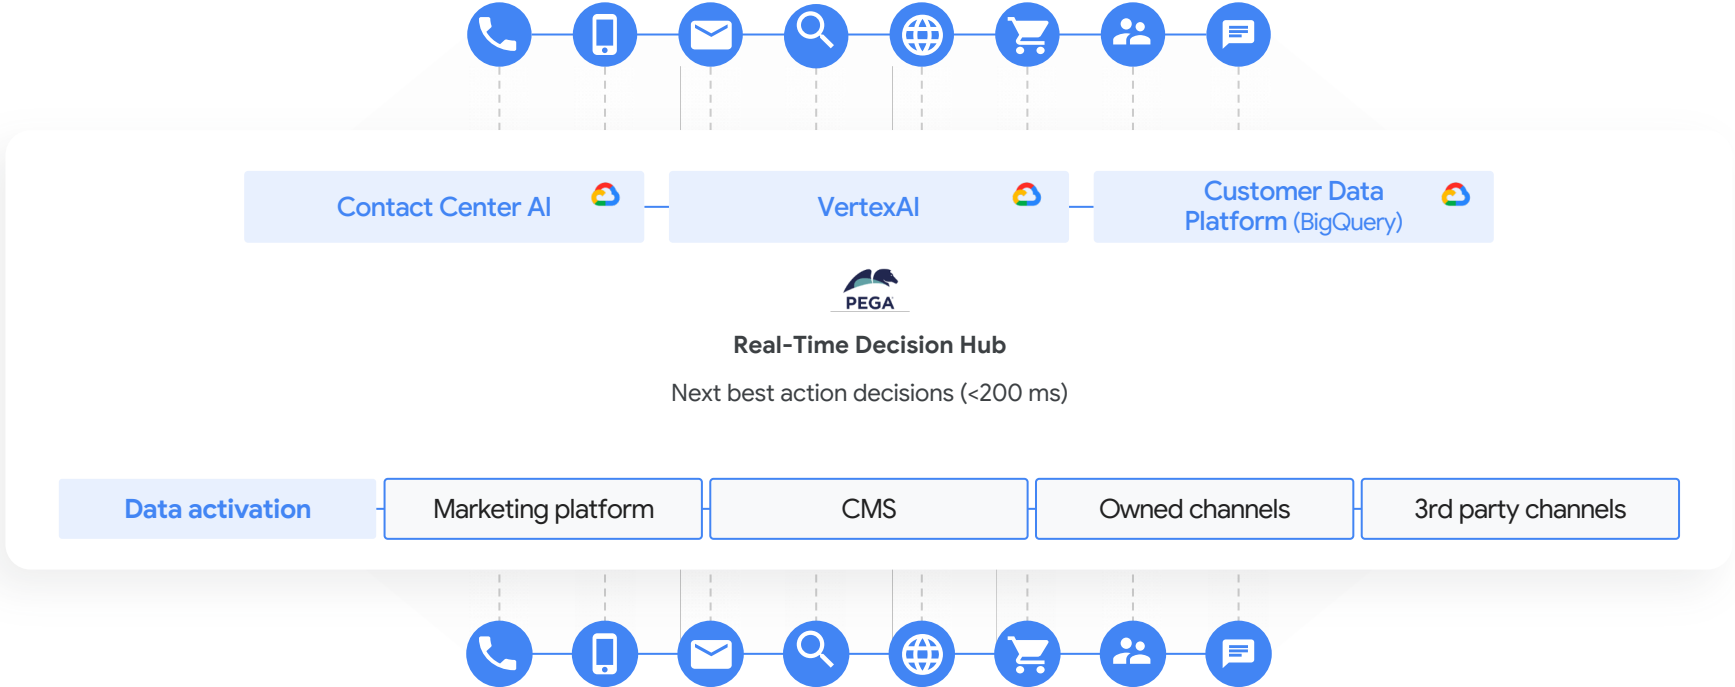 Contact Center AI
VertexAI
Customer Data
Platform (BigQuery)
PEGA
Real-Time Decision Hub
Next best action decisions (<200 ms)
Data activation
Marketing platform
CMS
Owned channels
3rd party channels